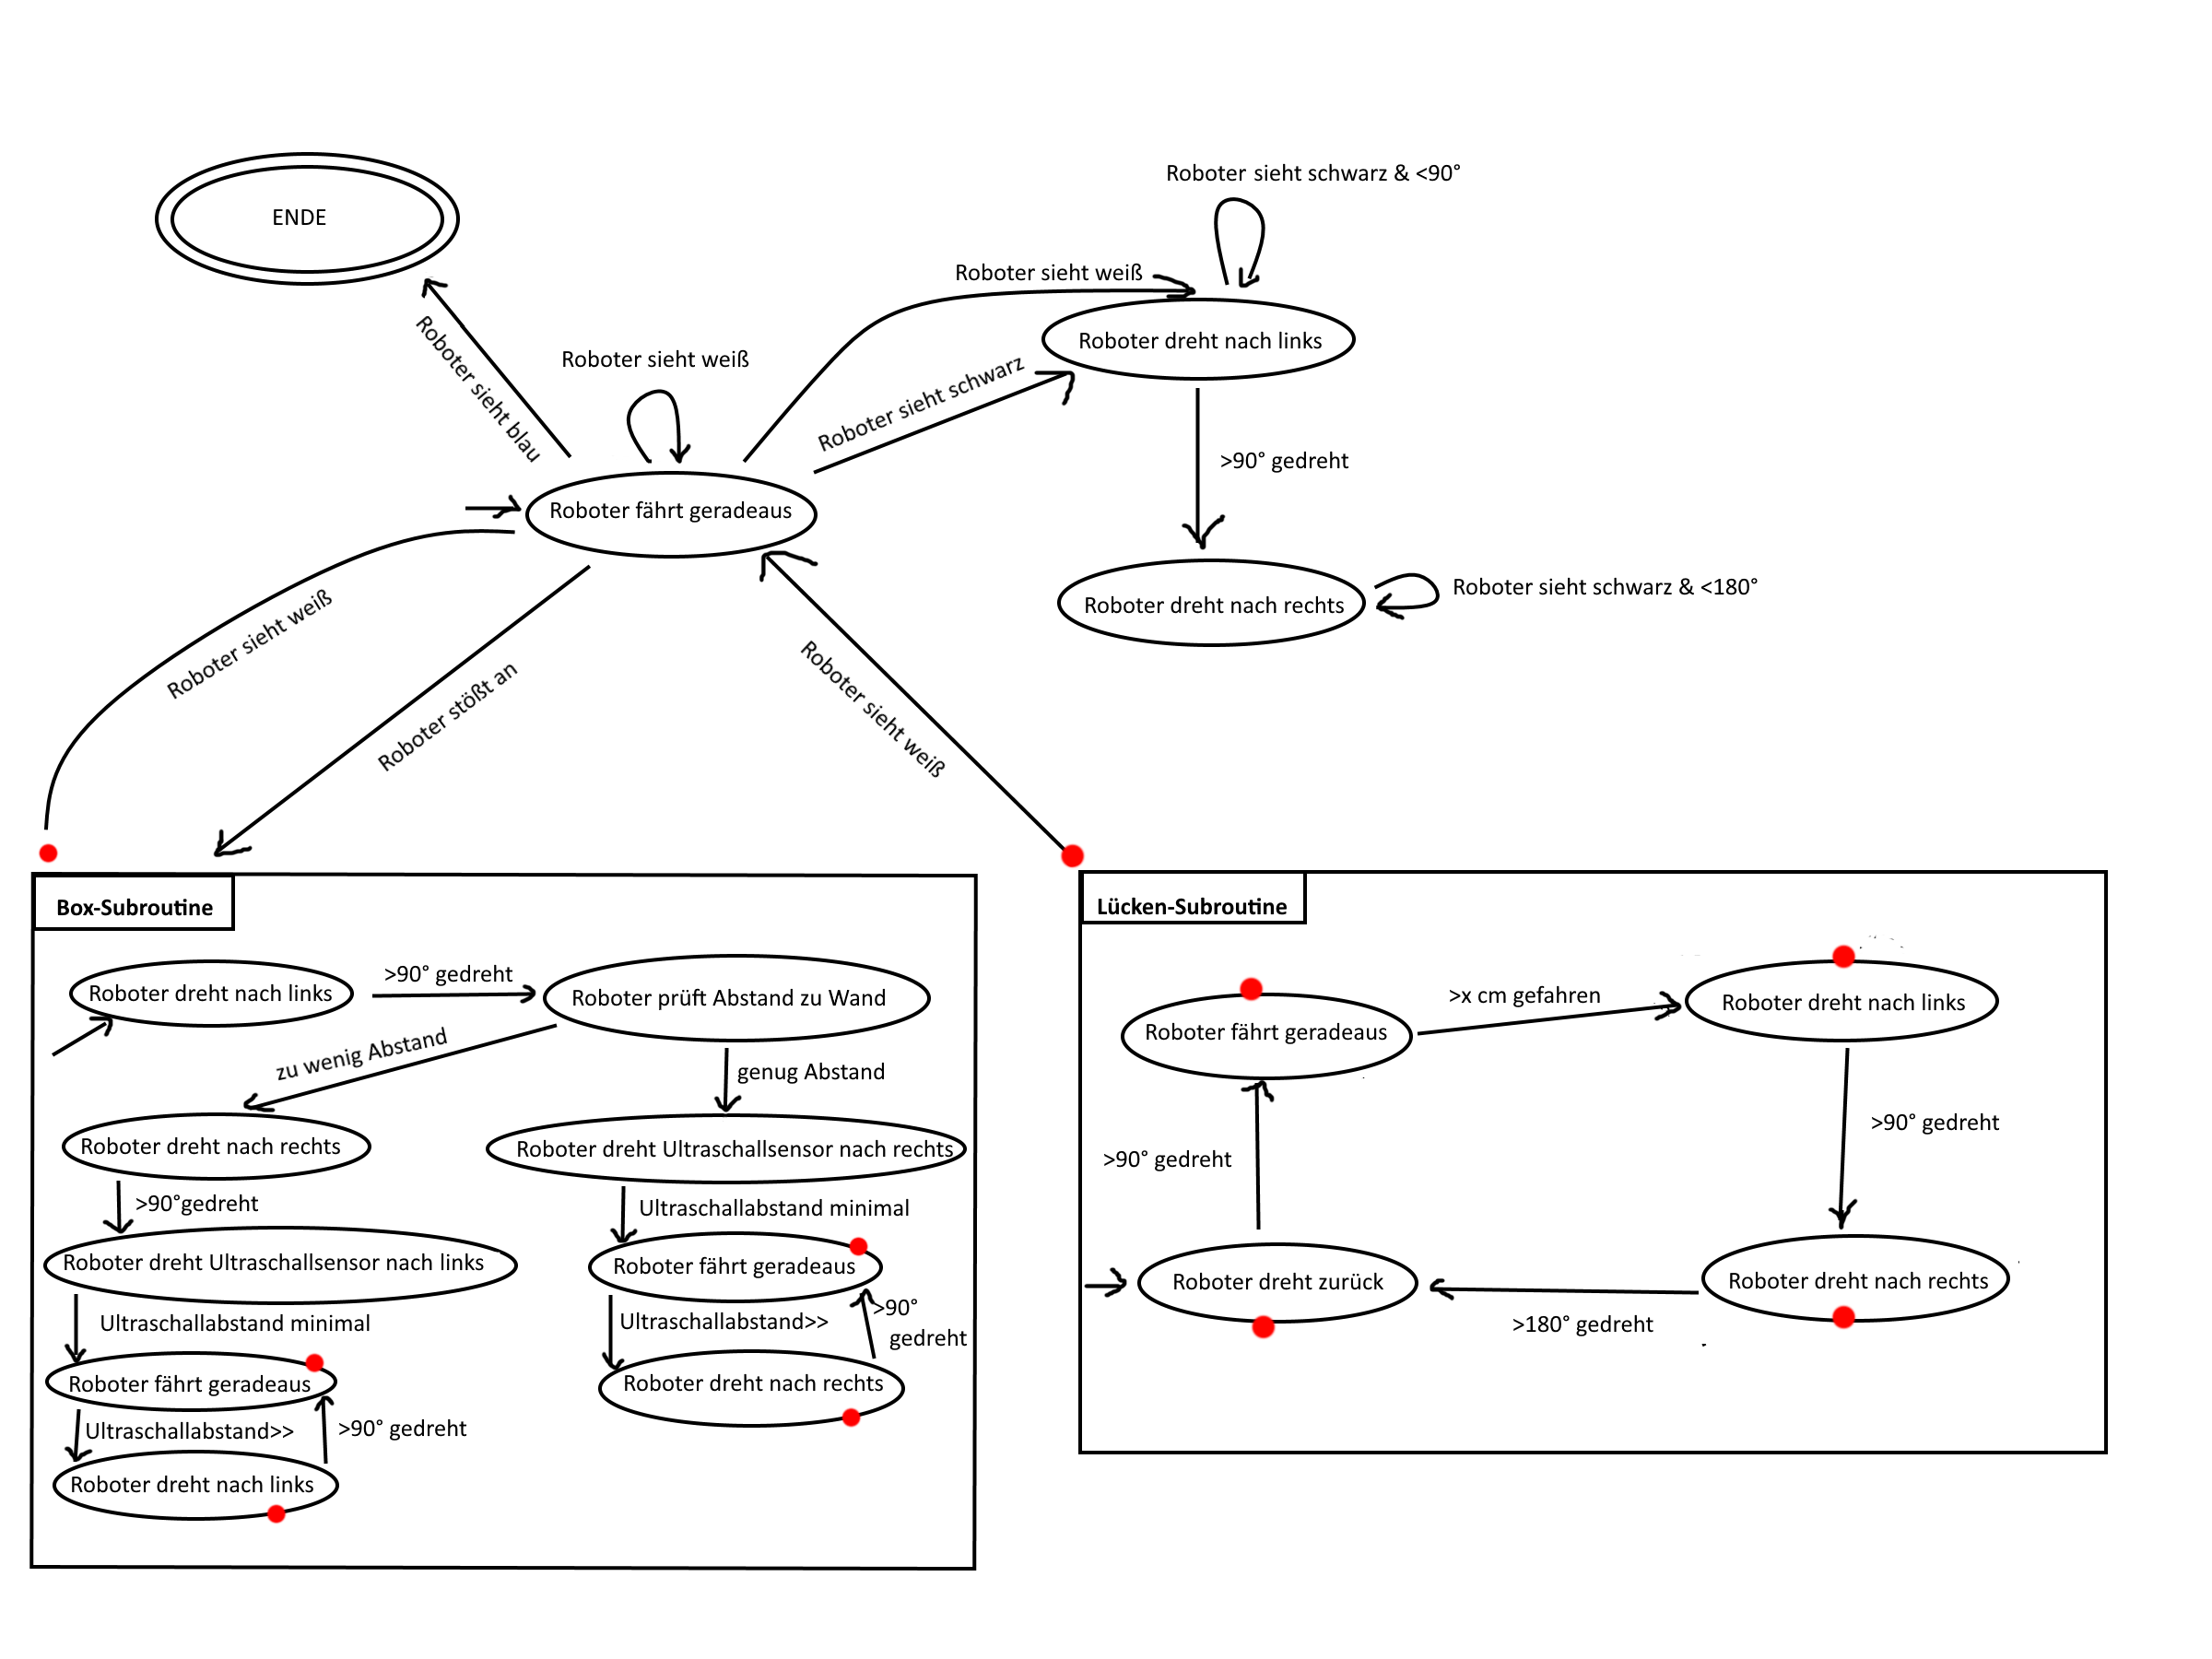 Roboter sieht schwarz & <90°
ENDE
Roboter sieht weiß
Roboter sieht blau
Roboter sieht weiß
Roboter dreht nach links
Roboter sieht schwarz
>90° gedreht
Roboter fährt geradeaus
Roboter sieht schwarz & <180°
Roboter dreht nach rechts
Roboter sieht weiß
Roboter stößt an
Roboter sieht weiß
Box-Subroutine
Roboter dreht nach links
>90° gedreht
Roboter prüft Abstand zu Wand
zu wenig Abstand
genug Abstand
Roboter dreht nach rechts
Roboter dreht Ultraschallsensor nach rechts
>90°gedreht
Ultraschallabstand minimal
Roboter dreht Ultraschallsensor nach links
Roboter fährt geradeaus
Ultraschallabstand minimal
Ultraschallabstand>>
>90°
gedreht
Roboter fährt geradeaus
Roboter dreht nach rechts
Ultraschallabstand>>
>90° gedreht
Roboter dreht nach links
Lücken-Subroutine
Roboter fährt geradeaus
>x cm gefahren
Roboter dreht nach links
>90° gedreht
>90° gedreht
Roboter dreht zurück
Roboter dreht nach rechts
>180° gedreht